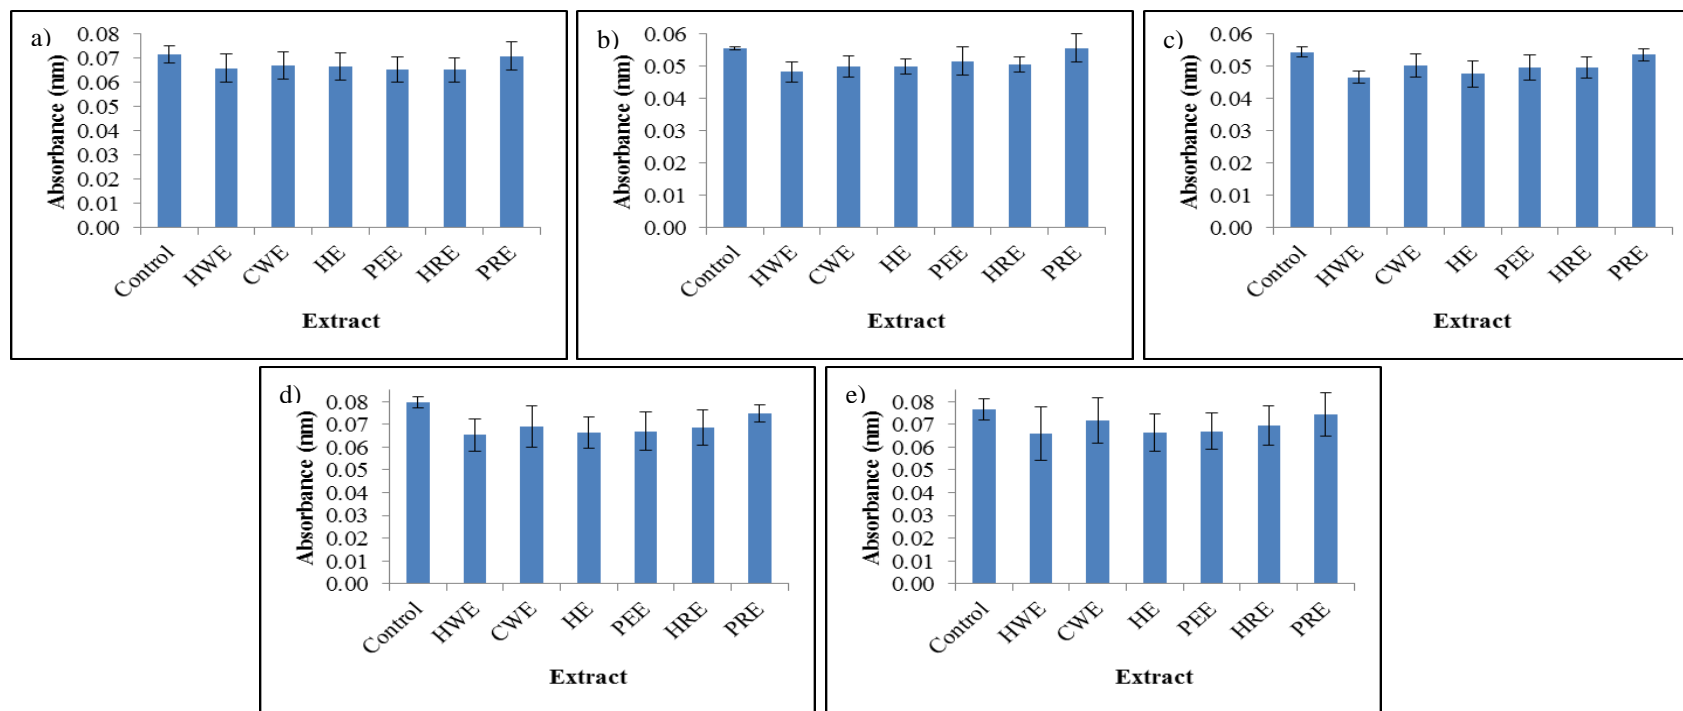 a)
Absorbance (nm)
0.08
0.07
0.06
0.05
0.04
0.03
0.02
0.01
0.00
Control
HWE
CWE
HE
PEE
HRE
PRE
Extract
b)
Absorbance (nm)
0.06
0.05
0.04
0.03
0.02
0.01
0.00
Control
HWE
CWE
HE
PEE
HRE
PRE
Extract
c)
Absorbance (nm)
0.06
0.05
0.04
0.03
0.02
0.01
0.00
Control
HWE
CWE
HE
PEE
HRE
PRE
Extract
d)
Absorbance (nm)
0.08
0.07
0.06
0.05
0.04
0.03
0.02
0.01
0.00
Control
HWE
CWE
HE
PEE
HRE
PRE
Extract
e)
Absorbance (nm)
0.08
0.07
0.06
0.05
0.04
0.03
0.02
0.01
0.00
Control
HWE
CWE
HE
PEE
HRE
PRE
Extract